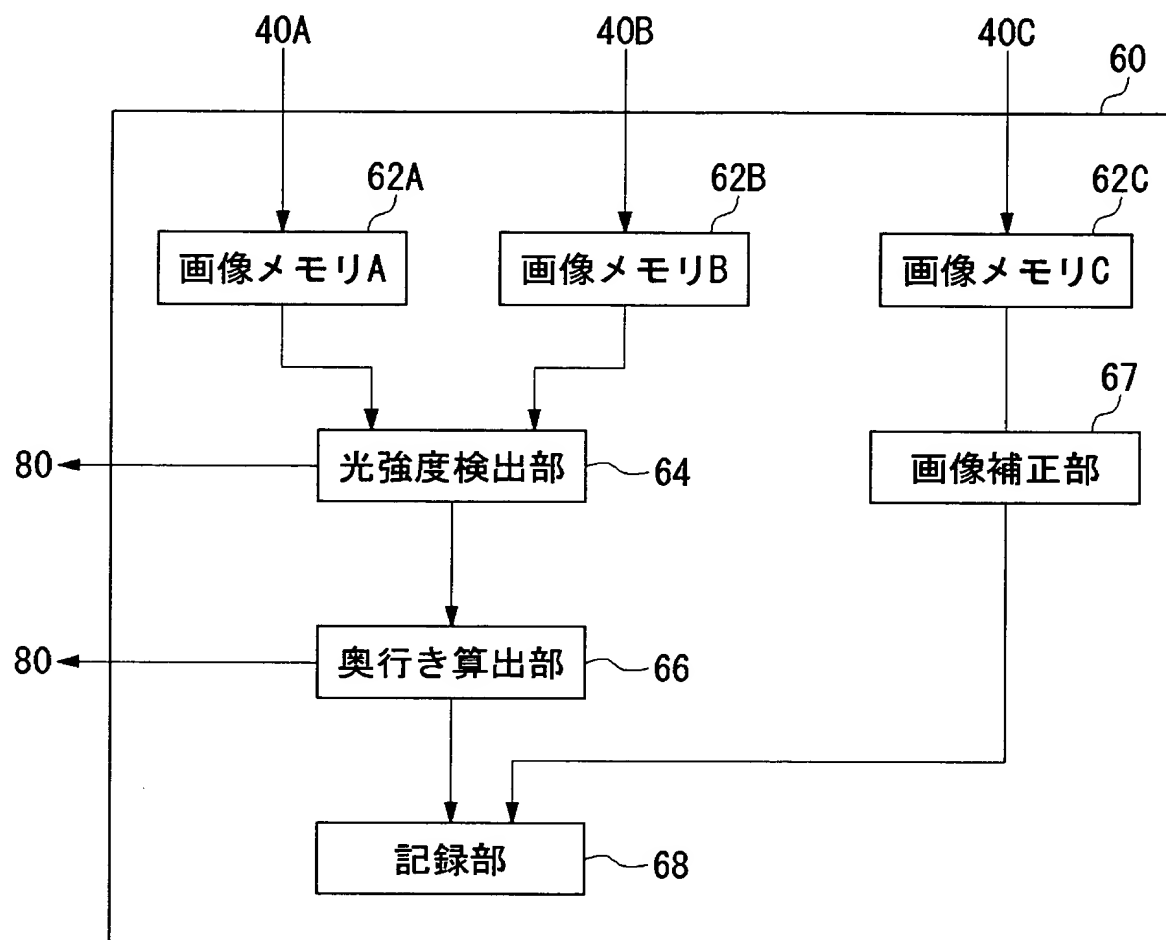 40A
40B
40C
60
62A
62B
62C
画像メモリA
画像メモリB
画像メモリC
67
80
光強度検出部
64
画像補正部
80
奥行き算出部
66
記録部
68